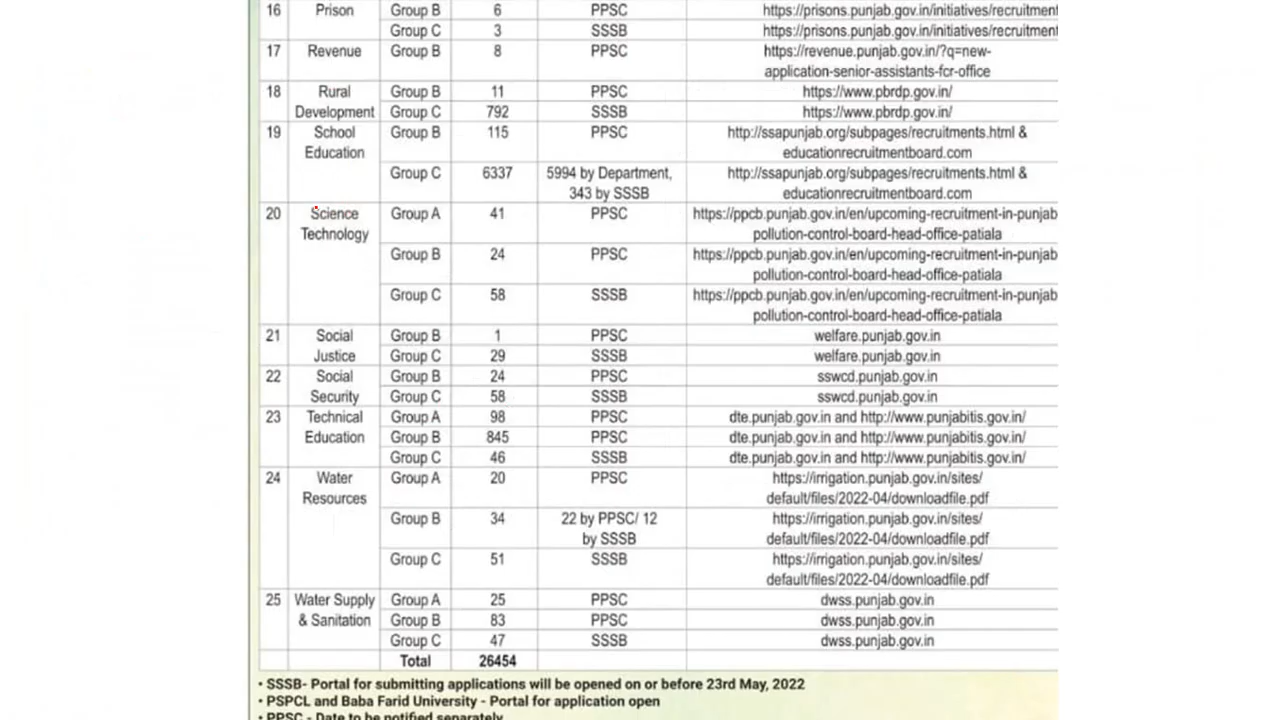 16 Prison Group B 6 PPSC https://prisons.punjab.gov.in/initiatives/recruitment
Group C 3 SSSB https://prisons.punjab.gov.in/initiatives/recruitment
17 Revenue Group B 8 PPSC https://revenue.punjab.gov.in/?q=new-
application-senior-assistants-fcr-office
18 Rural Group B 11 PPSC https://www.pbrdp.gov.in/
Development Group C 792 SSSB https://www.pbrdp.gov.in/
19 School Group B 115 PPSC http://ssapunjab.org/subpages/recruitments.html &
Education educationrecruitmentboard.com
Group C 6337 5994 by Department, http://ssapunjab.org/subpages/recruitments.html &
343 by SSSB educationrecruitmentboard.com
20 Science Group A 41 PPSC https://ppcb.punjab.gov.in/en/upcoming-recruitment-in-punjab
Technology pollution-control-board-head-office-patiala
Group B 24 PPSC https://ppcb.punjab.gov.in/en/upcoming-recruitment-in-punjab
pollution-control-board-head-office-patiala
Group C 58 SSSB https://ppcb.punjab.gov.in/en/upcoming-recruitment-in-punjab
pollution-control-board-head-office-patiala
21 Social Group B 1 PPSC welfare.punjab.gov.in
Justice Group C 29 SSSB welfare.punjab.gov.in
22 Social Group B 24 PPSC sswcd.punjab.gov.in
Security Group C 58 SSSB sswcd.punjab.gov.in
23 Technical Group A 98 PPSC dte.punjab.gov.in and http://www.punjabitis.gov.in/
Education Group B 845 PPSC dte.punjab.gov.in and http://www.punjabitis.gov.in/
Group C 46 SSSB dte.punjab.gov.in and http://www.punjabitis.gov.in/
24 Water Group A 20 PPSC https://irrigation.punjab.gov.in/sites/
Resources default/files/2022-04/downloadfile.pdf
Group B 34 22 by PPSC/ 12 https://irrigation.punjab.gov.in/sites/
by SSSB default/files/2022-04/downloadfile.pdf
Group C 51 SSSB https://irrigation.punjab.gov.in/sites/
default/files/2022-04/downloadfile.pdf
25 Water Supply Group A 25 PPSC dwss.punjab.gov.in
& Sanitation Group B 83 PPSC dwss.punjab.gov.in
Group C 47 SSSB dwss.punjab.gov.in
Total 26454
• SSSB- Portal for submitting applications will be opened on or before 23rd May, 2022
• PSPCL and Baba Farid University - Portal for application open
• PPSC - Date to be notified separately